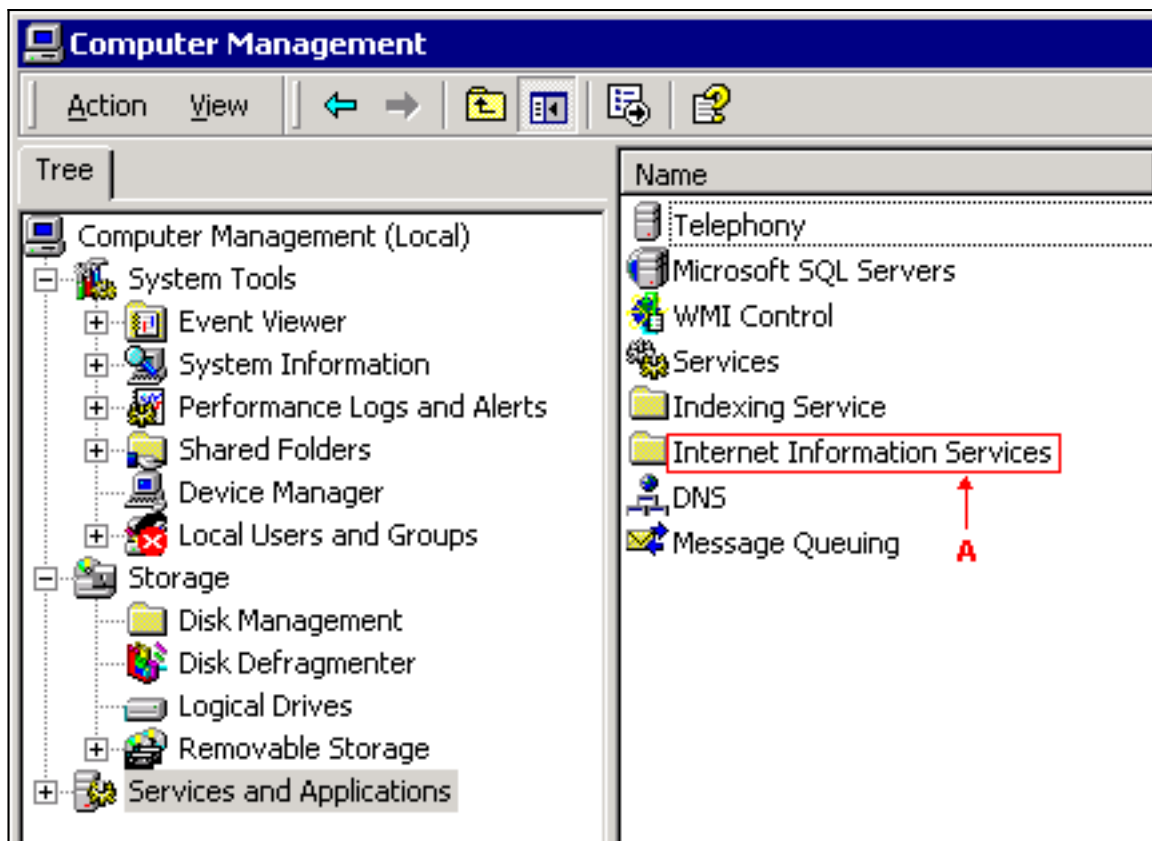 Computer Management
Action View
Tree
Computer Management (Local)
System Tools
Event Viewer
System Information
Performance Logs and Alerts
Shared Folders
Device Manager
Local Users and Groups
Storage
Disk Management
Disk Defragmenter
Logical Drives
Removable Storage
Services and Applications
Name
Telephony
Microsoft SQL Servers
WMI Control
Services
Indexing Service
Internet Information Services
DNS
Message Queuing
A